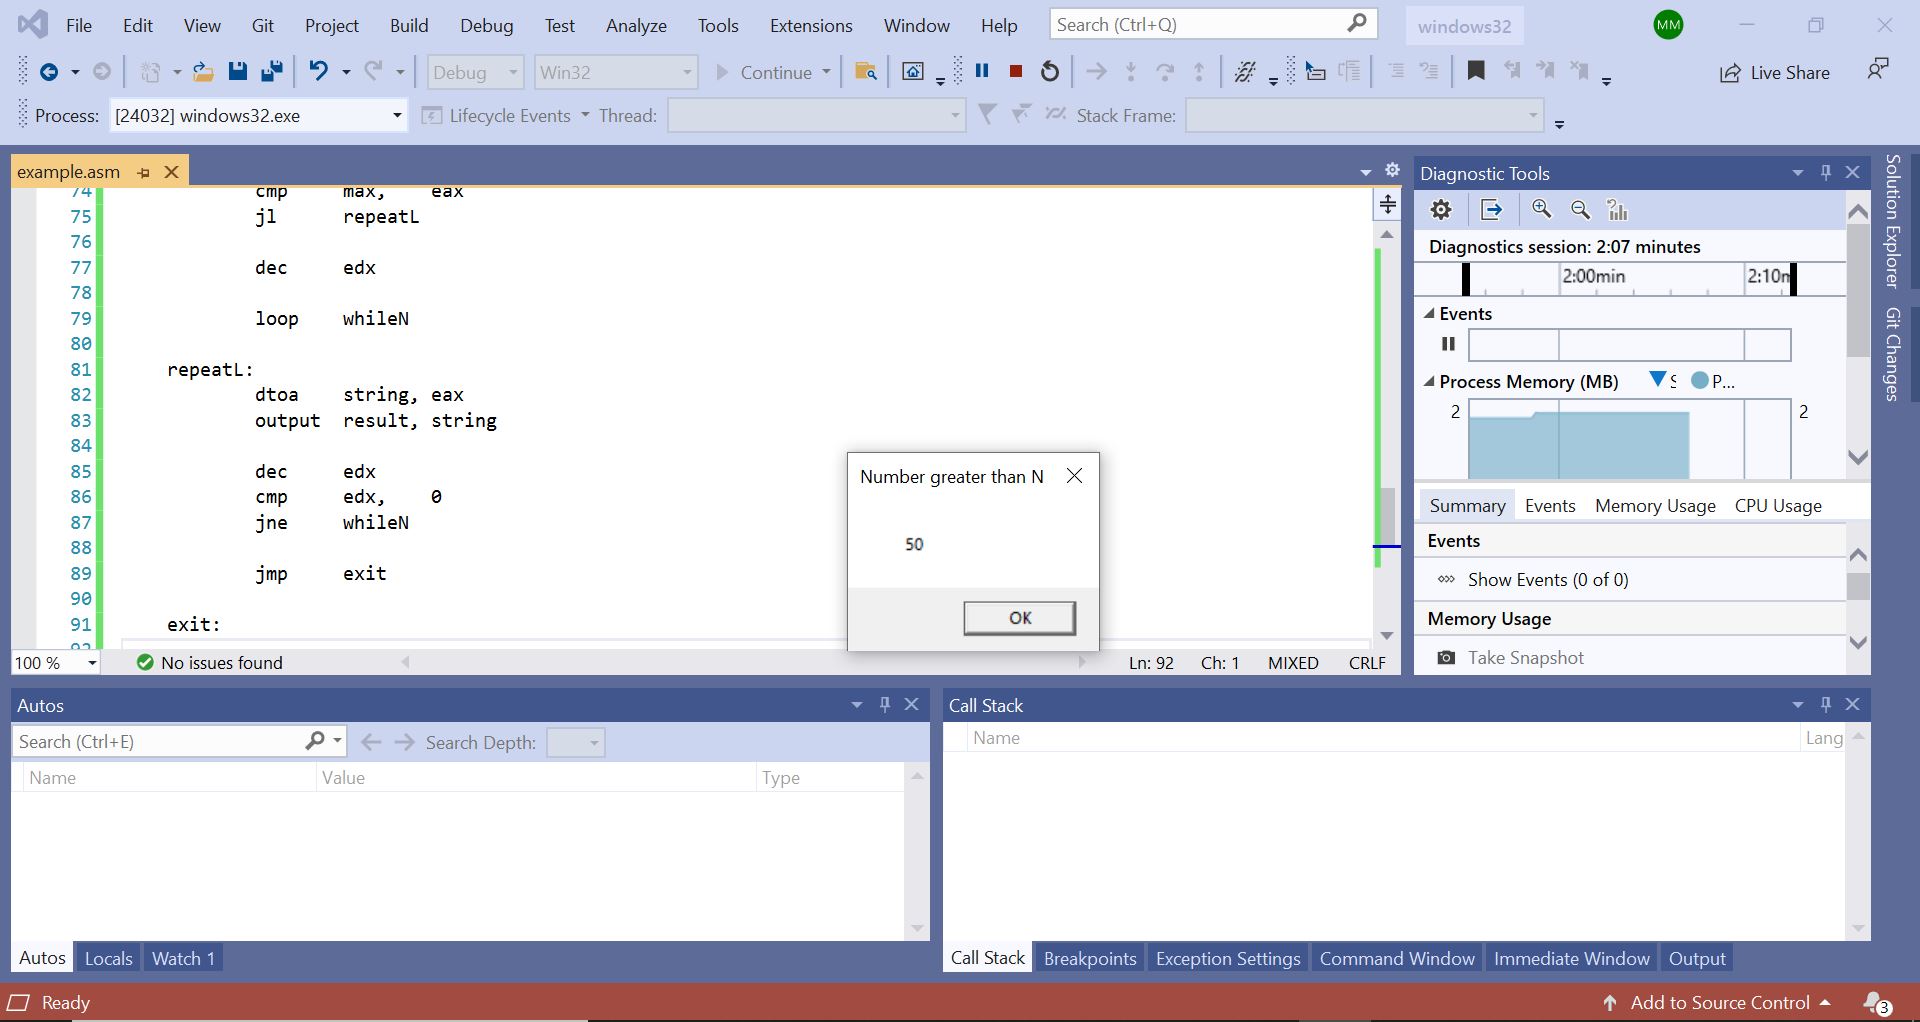 File Edit View Git Project Build Debug Test Analyze Tools Extensions Window Help Search (Ctrl+Q) windows32 MM
Debug Win32 Continue Live Share
Process: [24032] windows32.exe Lifecycle Events Thread: Stack Frame:
example.asm
74 cmp max, eax
75 jl repeatL
76
77 dec edx
78
79 loop whileN
80
81 repeatL:
82 dtoa string, eax
83 output result, string
84
85 dec edx
86 cmp edx, 0
87 jne whileN
88
89 jmp exit
90
91 exit:
92
100 % No issues found Ln: 92 Ch: 1 MIXED CRLF
Number greater than N
50
OK
Diagnostic Tools
Diagnostics session: 2:07 minutes
2:00min 2:10m
Events
Process Memory (MB) S P...
2 2
Summary Events Memory Usage CPU Usage
Events
Show Events (0 of 0)
Memory Usage
Take Snapshot
Solution Explorer
Git Changes
Autos
Search (Ctrl+E) Search Depth:
Name Value Type
Autos Locals Watch 1
Call Stack
Name Lang
Call Stack Breakpoints Exception Settings Command Window Immediate Window Output
Ready Add to Source Control 3